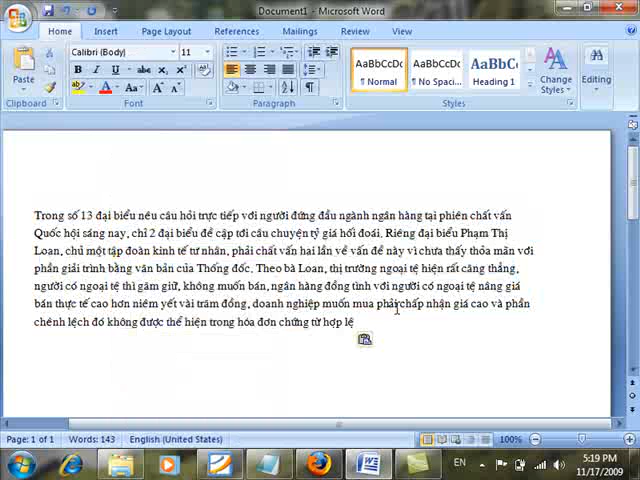 Document1 - Microsoft Word
Home Insert Page Layout References Mailings Review View
Paste
Clipboard
Calibri (Body) 11
B I U abc x₂ x²
Aa
Font
Paragraph
AaBbCcDc AaBbCcDc AaBbCc
¶ Normal ¶ No Spaci... Heading 1
Change Styles
Styles
Editing
Trong số 13 đại biểu nêu câu hỏi trực tiếp với người đứng đầu ngành ngân hàng tại phiên chất vấn
Quốc hội sáng nay, chỉ 2 đại biểu đề cập tới câu chuyện tỷ giá hối đoái. Riêng đại biểu Phạm Thị
Loan, chủ một tập đoàn kinh tế tư nhân, phải chất vấn hai lần về vấn đề này vì chưa thấy thỏa mãn với
phần giải trình bằng văn bản của Thống đốc. Theo bà Loan, thị trường ngoại tệ hiện rất căng thẳng,
người có ngoại tệ thì găm giữ, không muốn bán, ngân hàng đồng tình với người có ngoại tệ nâng giá
bán thực tế cao hơn niêm yết vài trăm đồng, doanh nghiệp muốn mua phải chấp nhận giá cao và phần
chênh lệch đó không được thể hiện trong hóa đơn chứng từ hợp lệ
Page: 1 of 1 Words: 143 English (United States) 100%
EN
5:19 PM
11/17/2009